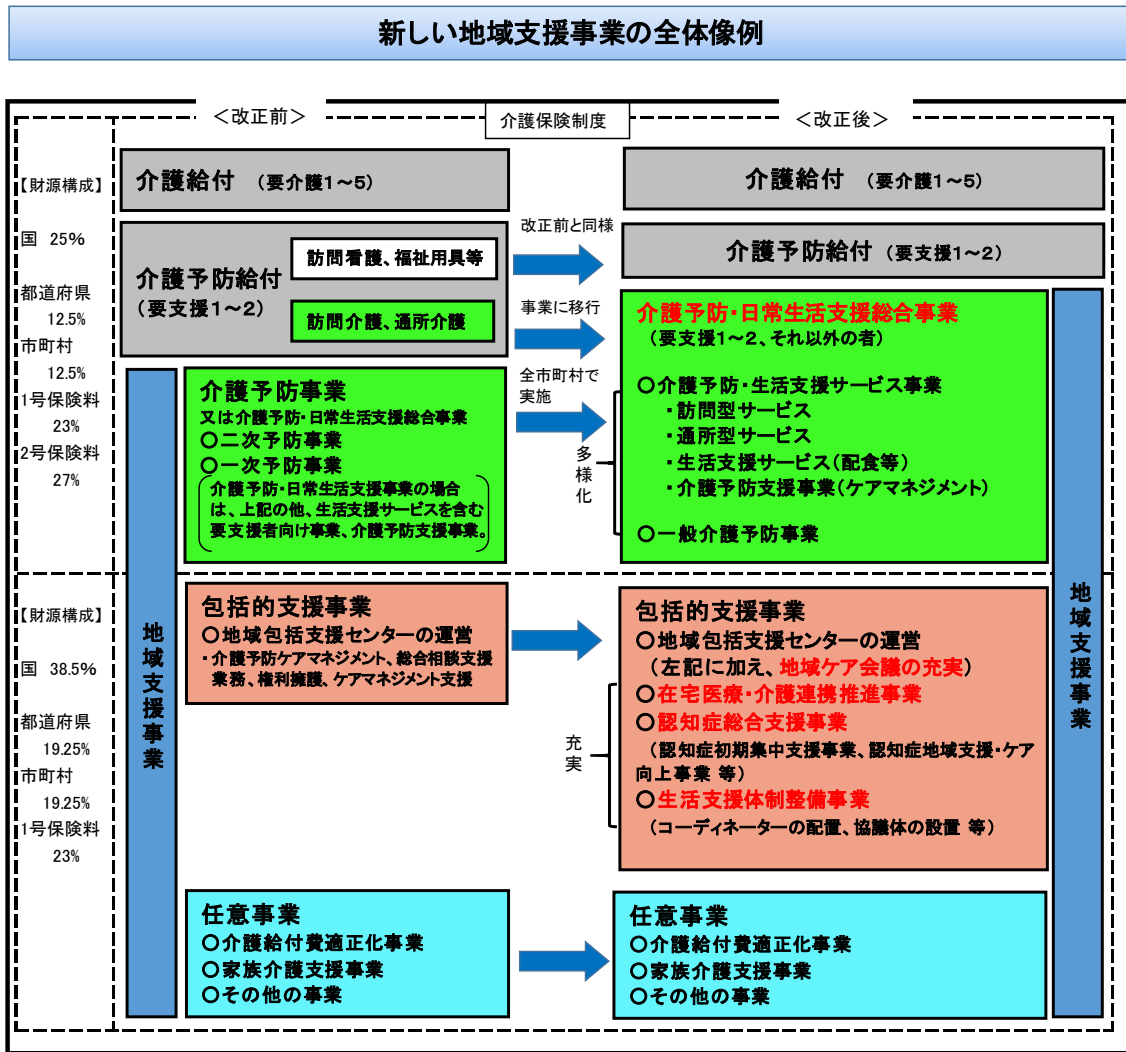 新しい地域支援事業の全体像例
＜改正前＞
介護保険制度
＜改正後＞
【財源構成】
国 25%
都道府県
12.5%
市町村
12.5%
1号保険料
23%
2号保険料
27%
介護給付 （要介護1～5）
介護予防給付
（要支援1～2）
訪問看護、福祉用具等
訪問介護、通所介護
改正前と同様
事業に移行
全市町村で
実施
介護給付 （要介護1～5）
介護予防給付 （要支援1～2）
介護予防事業
又は介護予防・日常生活支援総合事業
○二次予防事業
○一次予防事業
介護予防・日常生活支援事業の場合
は、上記の他、生活支援サービスを含む
要支援者向け事業、介護予防支援事業。
多様化
介護予防・日常生活支援総合事業
（要支援1～2、それ以外の者）
○介護予防・生活支援サービス事業
・訪問型サービス
・通所型サービス
・生活支援サービス（配食等）
・介護予防支援事業（ケアマネジメント）
○一般介護予防事業
【財源構成】
国 38.5%
都道府県
19.25%
市町村
19.25%
1号保険料
23%
地域支援事業
包括的支援事業
○地域包括支援センターの運営
・介護予防ケアマネジメント、総合相談支援
業務、権利擁護、ケアマネジメント支援
充実
包括的支援事業
○地域包括支援センターの運営
（左記に加え、地域ケア会議の充実）
○在宅医療・介護連携推進事業
○認知症総合支援事業
（認知症初期集中支援事業、認知症地域支援・ケア
向上事業 等）
○生活支援体制整備事業
（コーディネーターの配置、協議体の設置 等）
地域支援事業
任意事業
○介護給付費適正化事業
○家族介護支援事業
○その他の事業
任意事業
○介護給付費適正化事業
○家族介護支援事業
○その他の事業